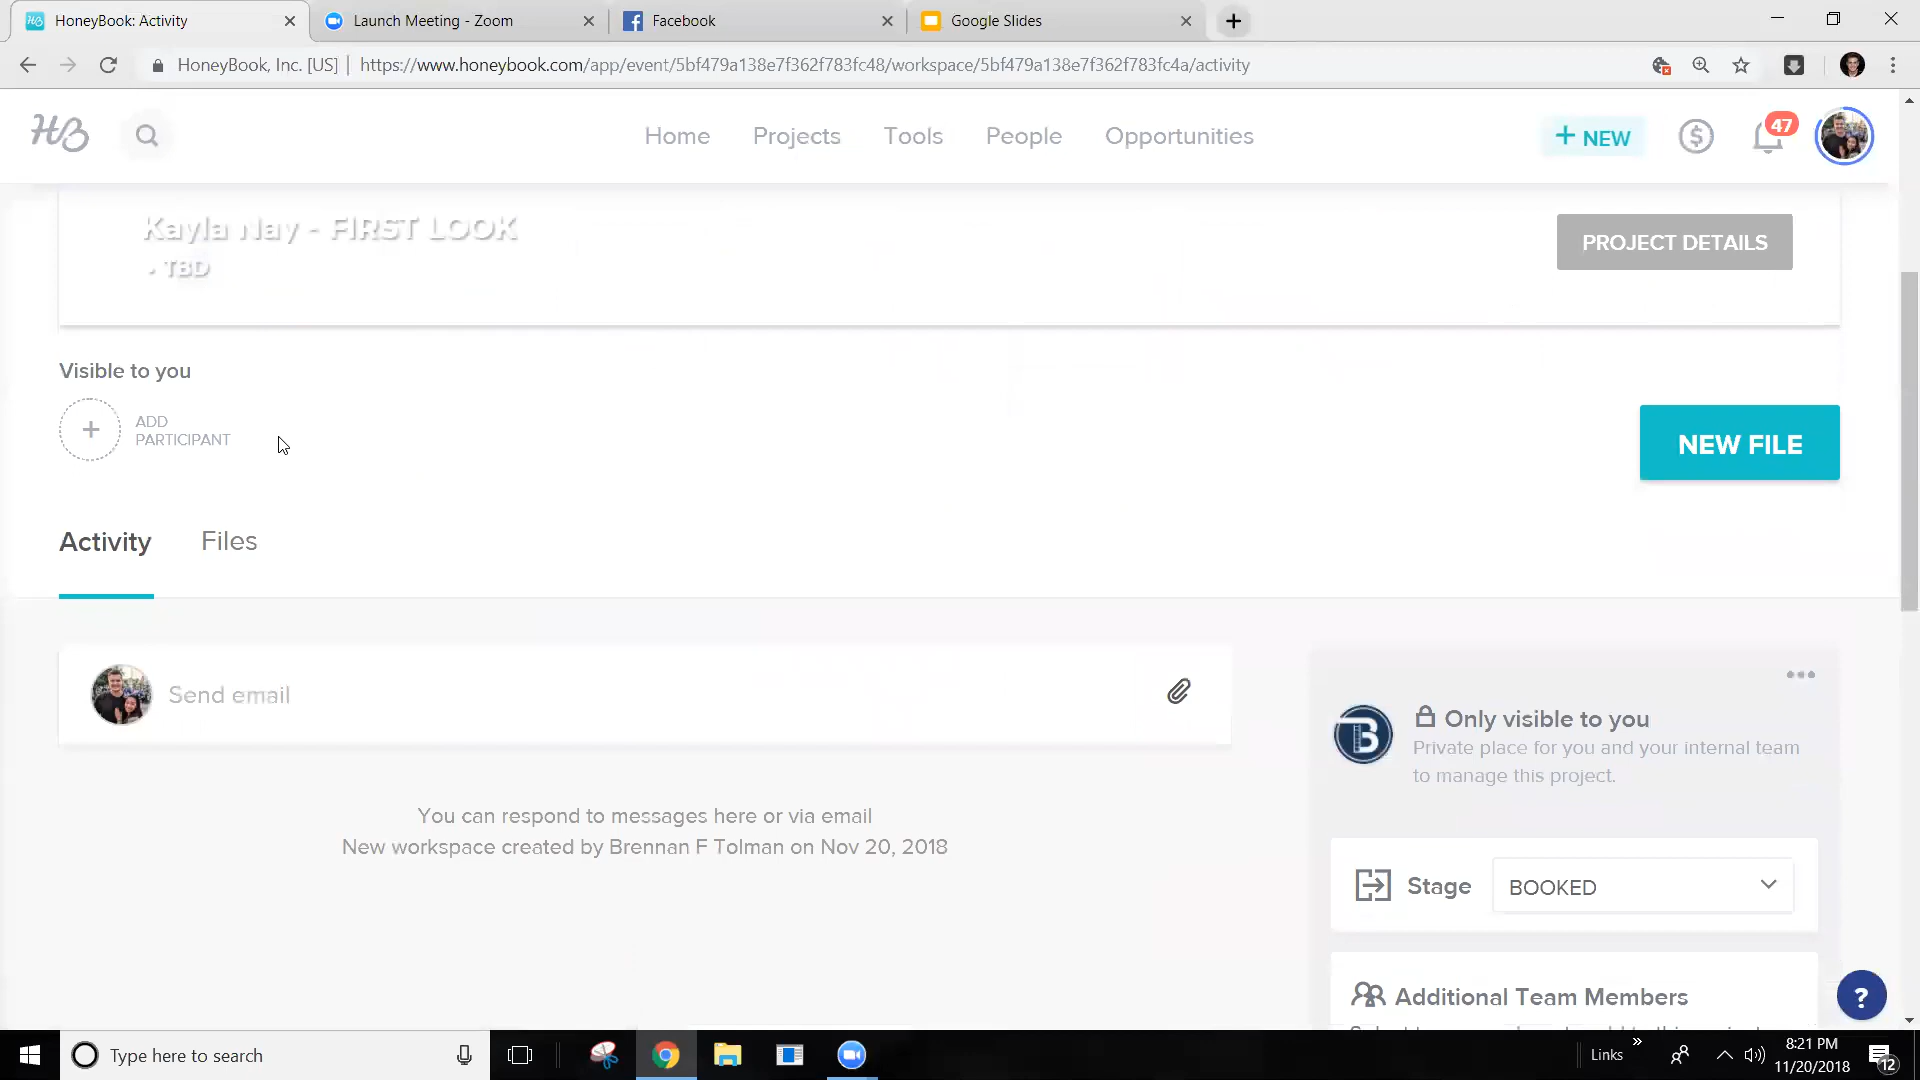 HoneyBook: Activity
Launch Meeting - Zoom
Facebook
Google Slides
HoneyBook, Inc. [US] | https://www.honeybook.com/app/event/5bf479a138e7f362f783fc48/workspace/5bf479a138e7f362f783fc4a/activity
HB
Home
Projects
Tools
People
Opportunities
+ NEW
47
Kayla Nay - FIRST LOOK
• TBD
PROJECT DETAILS
Visible to you
ADD
PARTICIPANT
NEW FILE
Activity
Files
Send email
Only visible to you
Private place for you and your internal team
to manage this project.
You can respond to messages here or via email
New workspace created by Brennan F Tolman on Nov 20, 2018
Stage
BOOKED
Additional Team Members
?
Type here to search
Links
8:21 PM
11/20/2018
12